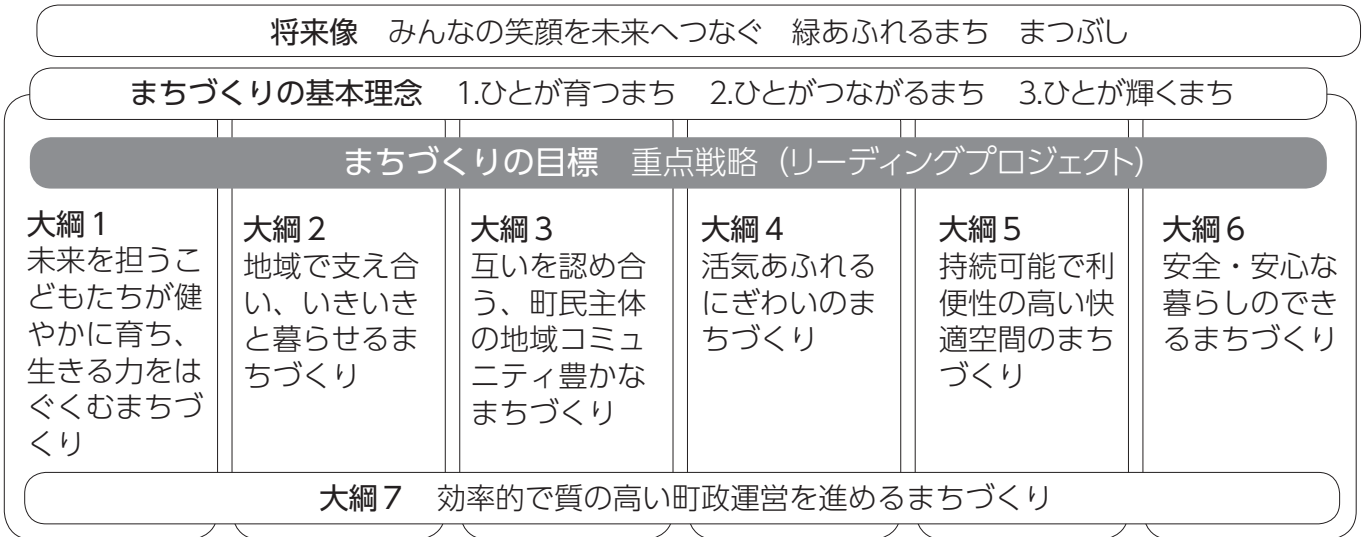 将来像　みんなの笑顔を未来へつなぐ　緑あふれるまち　まつぶし
まちづくりの基本理念　1.ひとが育つまち　2.ひとがつながるまち　3.ひとが輝くまち
まちづくりの目標　重点戦略（リーディングプロジェクト）
大綱1
未来を担うこ
どもたちが健
やかに育ち、
生きる力をは
ぐくむまちづ
くり
大綱2
地域で支え合
い、いきいき
と暮らせるま
ちづくり
大綱3
互いを認め合
う、町民主体
の地域コミュ
ニティ豊かな
まちづくり
大綱4
活気あふれる
にぎわいのま
ちづくり
大綱5
持続可能で利
便性の高い快
適空間のまち
づくり
大綱6
安全・安心な
暮らしのでき
るまちづくり
大綱7　効率的で質の高い町政運営を進めるまちづくり